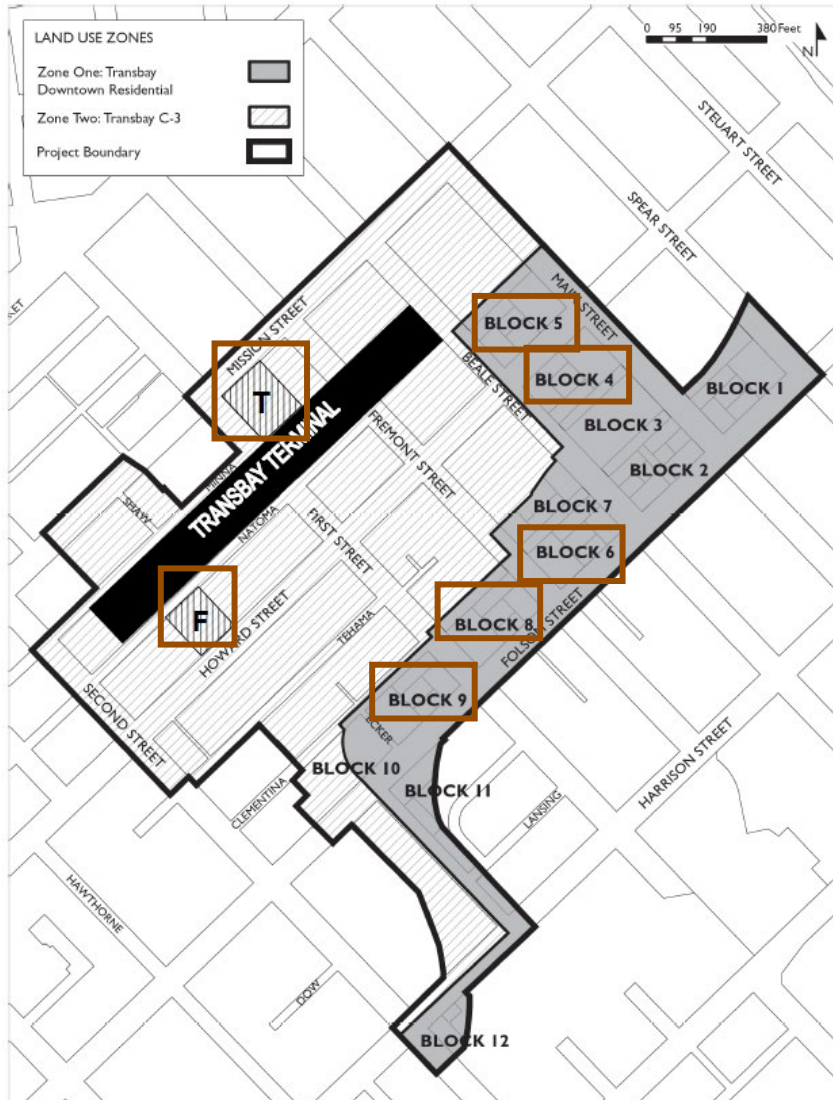 LAND USE ZONES
Zone One: Transbay
Downtown Residential
Zone Two: Transbay C-3
Project Boundary
0 95 190 380 Feet
N
STEUART STREET
SPEAR STREET
MAIN STREET
BLOCK 5
MISSION STREET
BEALE STREET
BLOCK 4
BLOCK 1
T
BLOCK 3
TRANSBAY TERMINAL
FREMONT STREET
BLOCK 2
MINNA
SHAW
NATOMA
FIRST STREET
BLOCK 7
BLOCK 6
F
HOWARD STREET
TEHAMA
BLOCK 8
FOLSOM STREET
SECOND STREET
BLOCK 9
ECKER
HARRISON STREET
BLOCK 10
BLOCK 11
CLEMENTINA
LANSING
HAWTHORNE
DOW
BLOCK 12